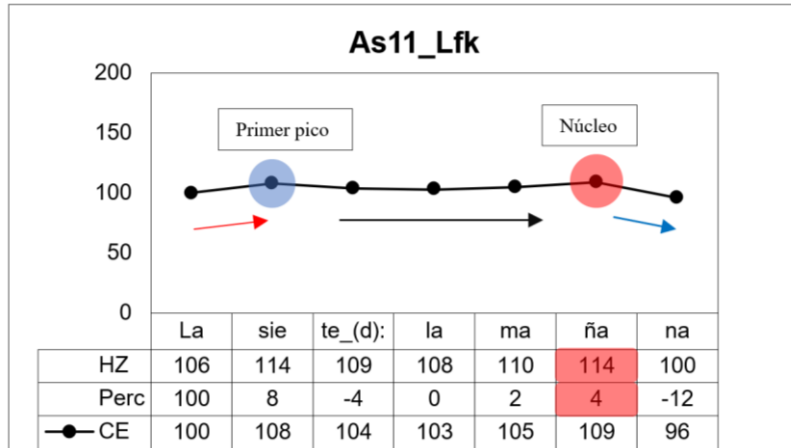 As11_Lfk
200
Primer pico
Núcleo
150
100
50
0
La sie te_(d): la ma ña na
HZ 106 114 109 108 110 114 100
Perc 100 8 -4 0 2 4 -12
CE 100 108 104 103 105 109 96